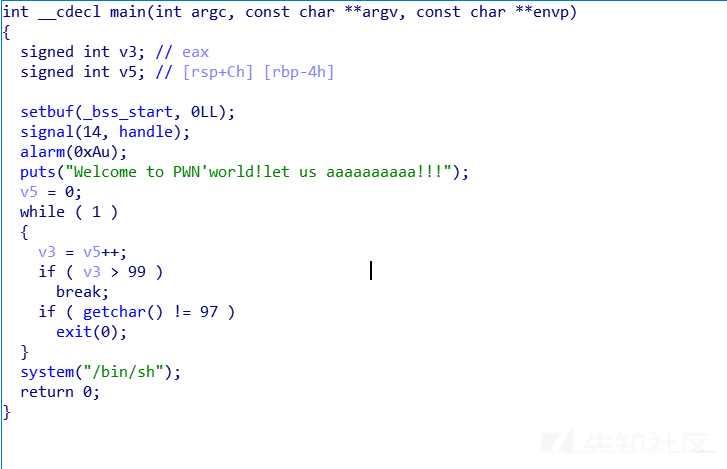 int __cdecl main(int argc, const char **argv, const char **envp)
{
signed int v3; // eax
signed int v5; // [rsp+Ch] [rbp-4h]
setbuf(_bss_start, 0LL);
signal(14, handle);
alarm(0xAu);
puts("Welcome to PWN'world!let us aaaaaaaaaa!!!");
v5 = 0;
while ( 1 )
{
v3 = v5++;
if ( v3 > 99 )
break;
if ( getchar() != 97 )
exit(0);
}
system("/bin/sh");
return 0;
}
先知社区